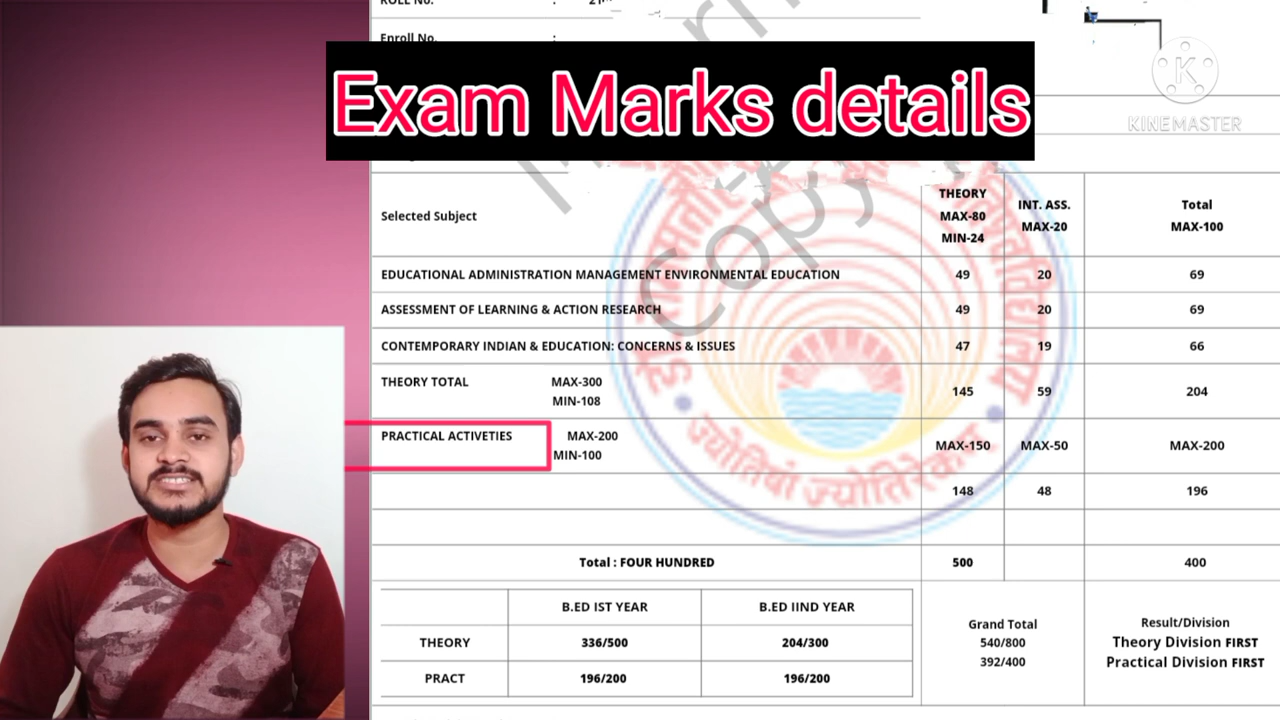 ROLL No. :
Enroll No. :
Exam Marks details
KINEMASTER
Selected Subject THEORY MAX-80 MIN-24 INT. ASS. MAX-20 Total MAX-100
EDUCATIONAL ADMINISTRATION MANAGEMENT ENVIRONMENTAL EDUCATION 49 20 69
ASSESSMENT OF LEARNING & ACTION RESEARCH 49 20 69
CONTEMPORARY INDIAN & EDUCATION: CONCERNS & ISSUES 47 19 66
THEORY TOTAL MAX-300 MIN-108 145 59 204
PRACTICAL ACTIVETIES MAX-200 MIN-100 MAX-150 MAX-50 MAX-200
148 48 196
Total : FOUR HUNDRED 500 400
B.ED IST YEAR B.ED IIND YEAR
THEORY 336/500 204/300
PRACT 196/200 196/200
Grand Total
540/800
392/400
Result/Division
Theory Division FIRST
Practical Division FIRST
Copy
ज्योतिषां ज्योतिरेकार्ट